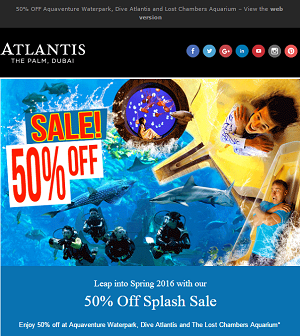 50% OFF Aquaventure Waterpark, Dive Atlantis and Lost Chambers Aquarium – View the web
version
ATLANTIS
THE PALM, DUBAI
SALE!
50% OFF
Leap into Spring 2016 with our
50% Off Splash Sale
Enjoy 50% off at Aquaventure Waterpark, Dive Atlantis and The Lost Chambers Aquarium*